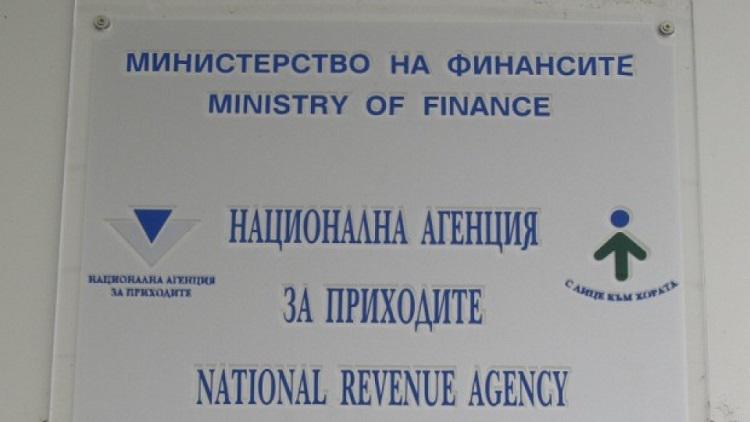 МИНИСТЕРСТВО НА ФИНАНСИТЕ
MINISTRY OF FINANCE
НАЦИОНАЛНА АГЕНЦИЯ
ЗА ПРИХОДИТЕ
NATIONAL REVENUE AGENCY
НАЦИОНАЛНА АГЕНЦИЯ
ЗА ПРИХОДИТЕ
С ЛИЦЕ КЪМ ХОРАТА